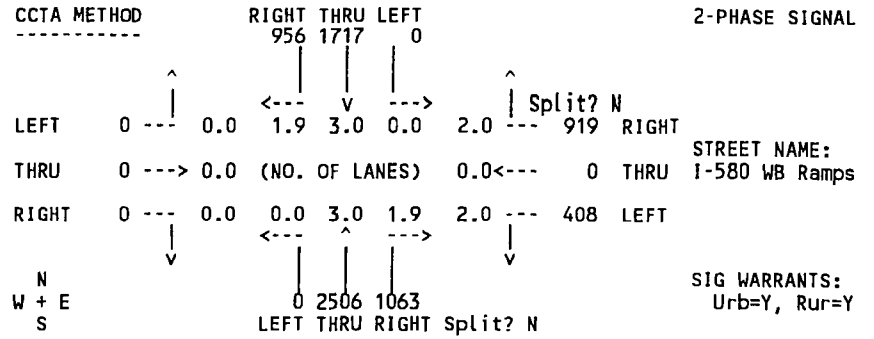 CCTA METHOD RIGHT THRU LEFT 2-PHASE SIGNAL
----------- 956 1717 0
^ ^
<--- V ---> Split? N
LEFT 0 --- 0.0 1.9 3.0 0.0 2.0 --- 919 RIGHT
STREET NAME:
THRU 0 ---> 0.0 (NO. OF LANES) 0.0<--- 0 THRU I-580 WB Ramps
RIGHT 0 --- 0.0 0.0 3.0 1.9 2.0 --- 408 LEFT
<--- ^ --->
V V
N SIG WARRANTS:
W + E 0 2506 1063 Urb=Y, Rur=Y
S LEFT THRU RIGHT Split? N